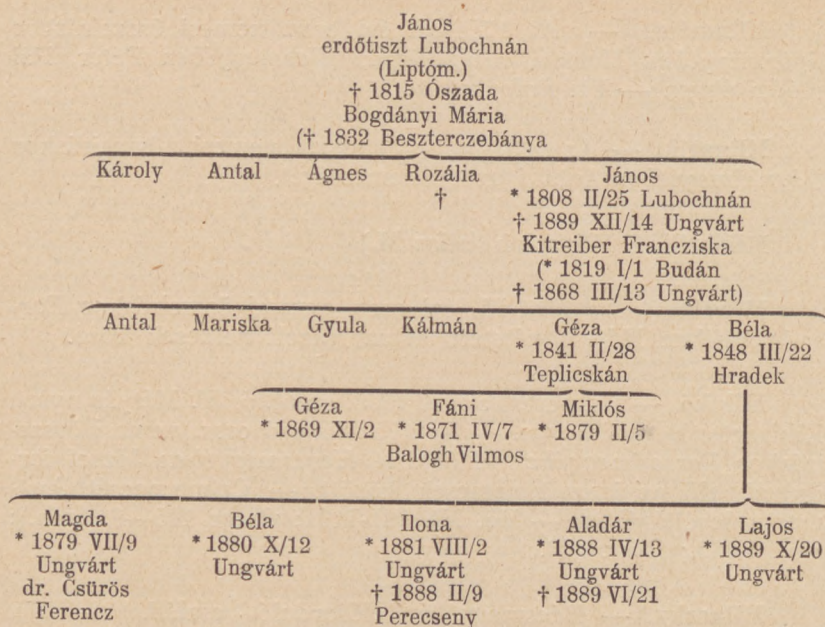 János
erdőtiszt Lubochnán
(Liptóm.)
† 1815 Ószada
Bogdányi Mária
(† 1832 Beszterczebánya
Károly Antal Ágnes Rozália János
† * 1808 II/25 Lubochnán
† 1889 XII/14 Ungvárt
Kitreiber Francziska
(* 1819 I/1 Budán
† 1868 III/13 Ungvárt)
Antal Mariska Gyula Kálmán Géza Béla
* 1841 II/28 * 1848 III/22
Teplicskán Hradek
Géza Fáni Miklós
* 1869 XI/2 * 1871 IV/7 * 1879 II/5
Balogh Vilmos
Magda Béla Ilona Aladár Lajos
* 1879 VII/9 * 1880 X/12 * 1881 VIII/2 * 1888 IV/13 * 1889 X/20
Ungvárt Ungvárt Ungvárt Ungvárt Ungvárt
dr. Csürös † 1888 II/9 † 1889 VI/21
Ferencz Perecseny